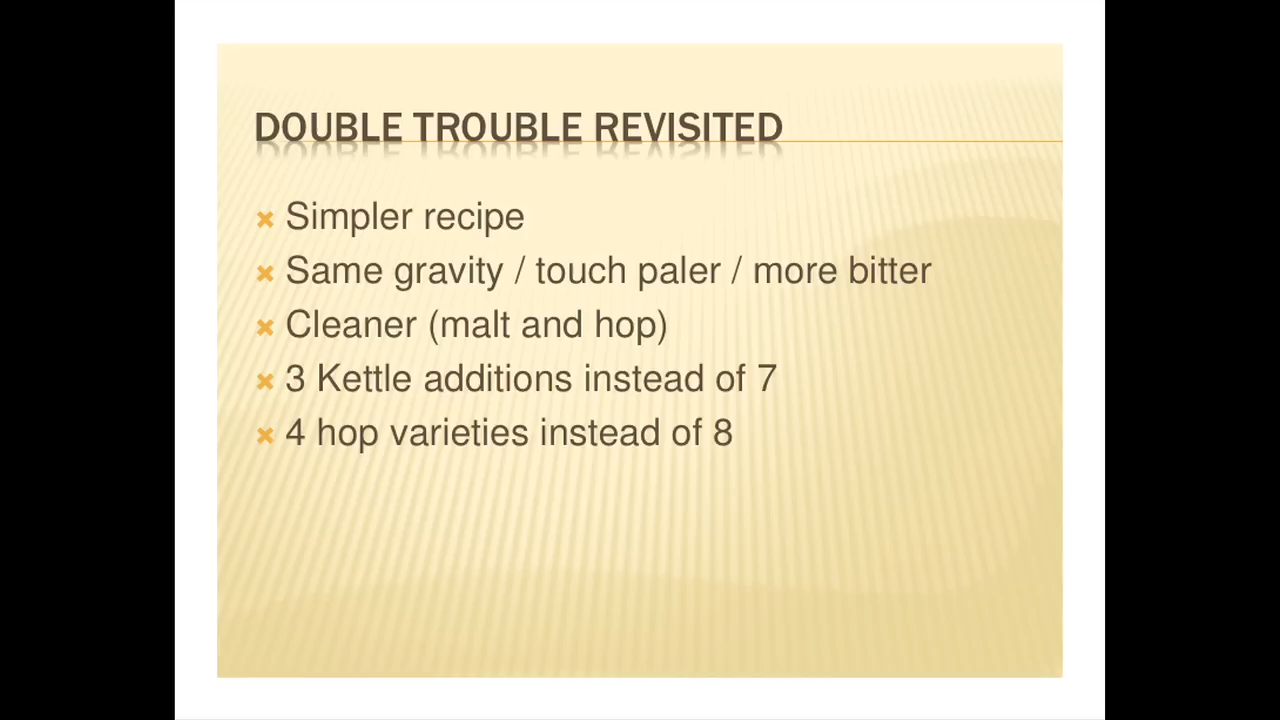 DOUBLE TROUBLE REVISITED
Simpler recipe
Same gravity / touch paler / more bitter
Cleaner (malt and hop)
3 Kettle additions instead of 7
4 hop varieties instead of 8